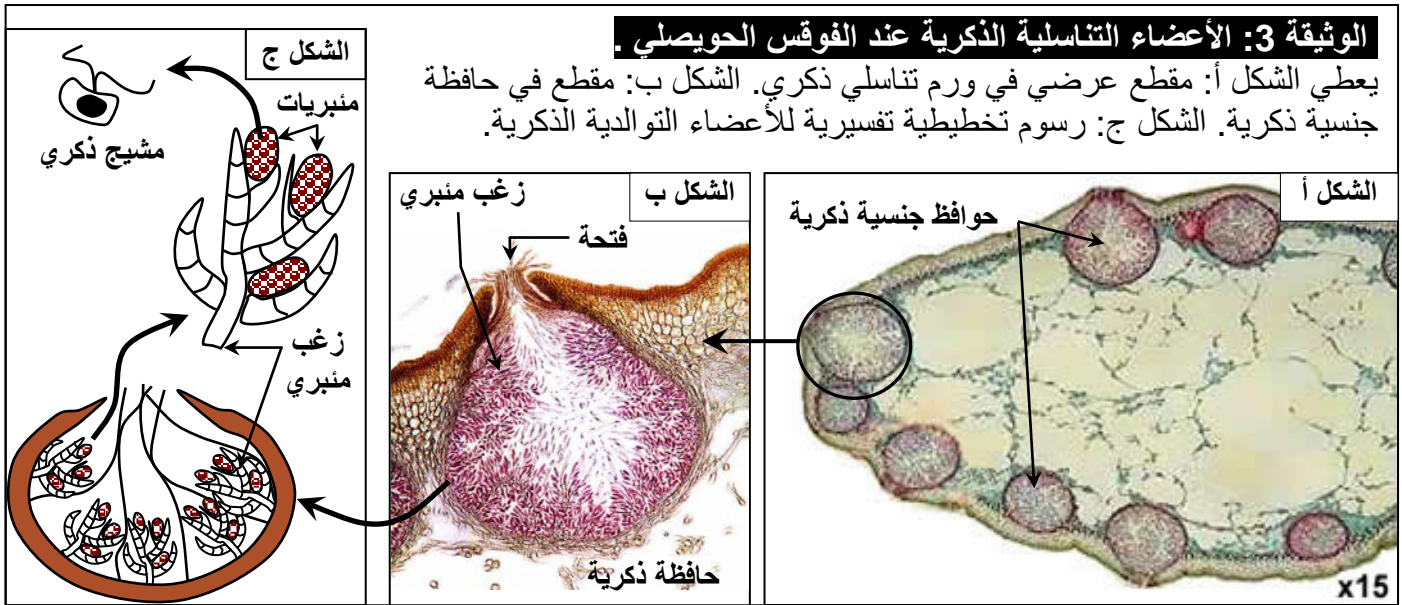 الوثيقة 3: الأعضاء التناسلية الذكرية عند الفوقس الحويصلي .
يعطي الشكل أ: مقطع عرضي في ورم تناسلي ذكري. الشكل ب: مقطع في حافظة
جنسية ذكرية. الشكل ج: رسوم تخطيطية تفسيرية للأعضاء التوالدية الذكرية.
الشكل أ
حوافظ جنسية ذكرية
x15
الشكل ب
زغب مئبري
فتحة
حافظة ذكرية
الشكل ج
مئبريات
مشيج ذكري
زغب
مئبري